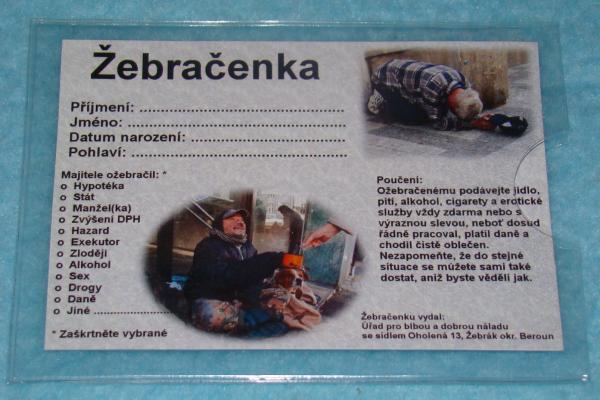 Žebračenka
Příjmení: ..................................................
Jméno: .....................................................
Datum narození: ......................................
Pohlaví: ...................................................
Majitele ožebračil: *
o Hypotéka
o Stát
o Manžel(ka)
o Zvýšení DPH
o Hazard
o Exekutor
o Zloději
o Alkohol
o Sex
o Drogy
o Daně
o Jiné ........................
* Zaškrtněte vybrané
Poučení:
Ožebračenému podávejte jídlo,
pití, alkohol, cigarety a erotické
služby vždy zdarma nebo s
výraznou slevou, neboť dosud
řádně pracoval, platil daně a
chodil čistě oblečen.
Nezapomeňte, že do stejné
situace se můžete sami také
dostat, aniž byste věděli jak.
Žebračenku vydal:
Úřad pro blbou a dobrou náladu
se sídlem Oholená 13, Žebrák okr. Beroun